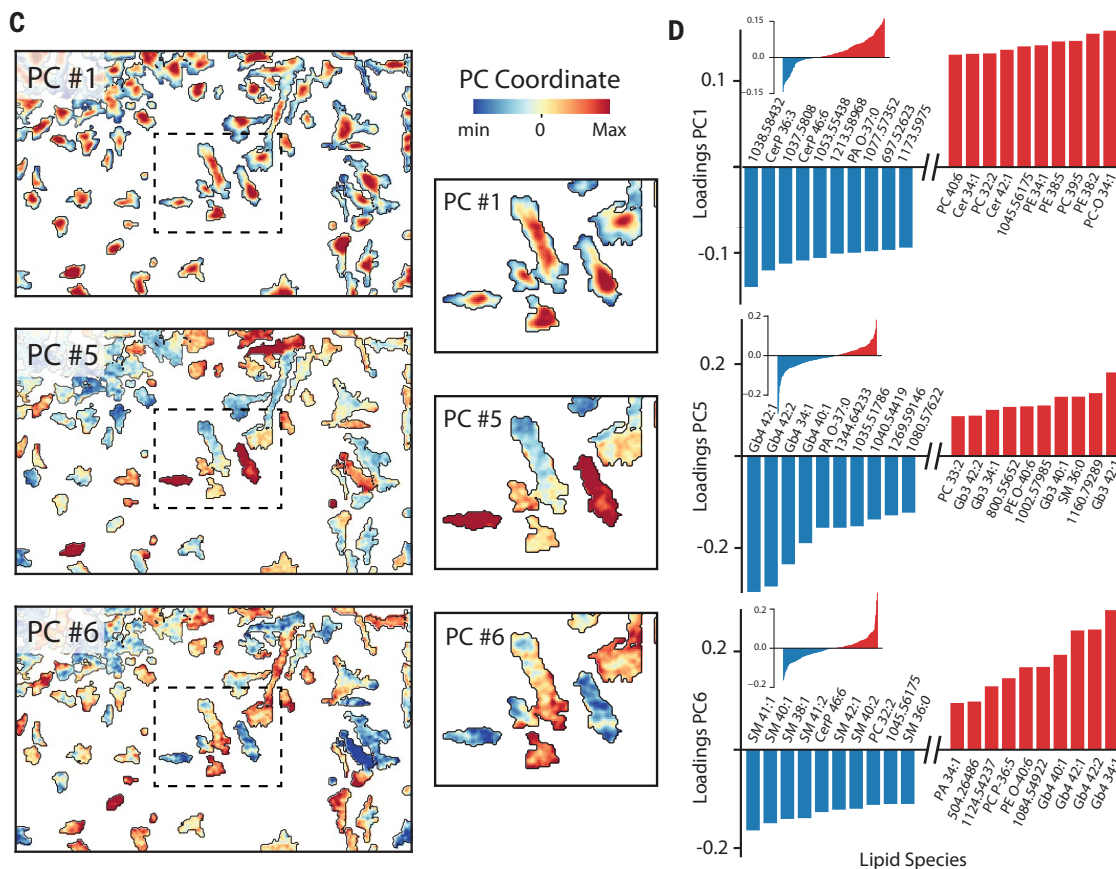 C
PC #1
PC Coordinate
min 0 Max
PC #1
PC #5
PC #5
PC #6
PC #6
D
Loadings PC1
0.1
-0.1
0.15
0.0
0.15
1038.58432
CerP 36:3
1037.5808
CerP 46:6
1053.55438
1213.58968
PA O-37:0
1077.57352
697.52623
1173.5975
PC 40:6
Cer 34:1
PC 32:2
Cer 42:1
1045.56175
PE 34:1
PE 38:5
PC 39:5
PE 38:2
PC-O 34:1
Loadings PC5
0.2
-0.2
0.2
0.0
0.2
Gb4 42:1
Gb4 42:2
Gb4 34:1
Gb4 40:1
PA O-37:0
1344.64233
1035.51786
1040.54419
1269.59146
1080.57622
PC 33:2
Gb3 42:2
Gb3 34:1
800.55652
PE O-40:6
1002.57985
Gb3 40:1
SM 36:0
1160.79289
Gb3 42:1
Loadings PC6
0.2
-0.2
0.2
0.0
0.2
SM 41:1
SM 40:1
SM 38:1
SM 41:2
CerP 46:6
SM 42:1
SM 40:2
PC 32:2
1045.56175
SM 36:0
PA 34:1
504.26486
1124.54237
PC P-36:5
PE O-40:6
1084.54922
Gb4 40:1
Gb4 42:1
Gb4 42:2
Gb4 34:1
Lipid Species